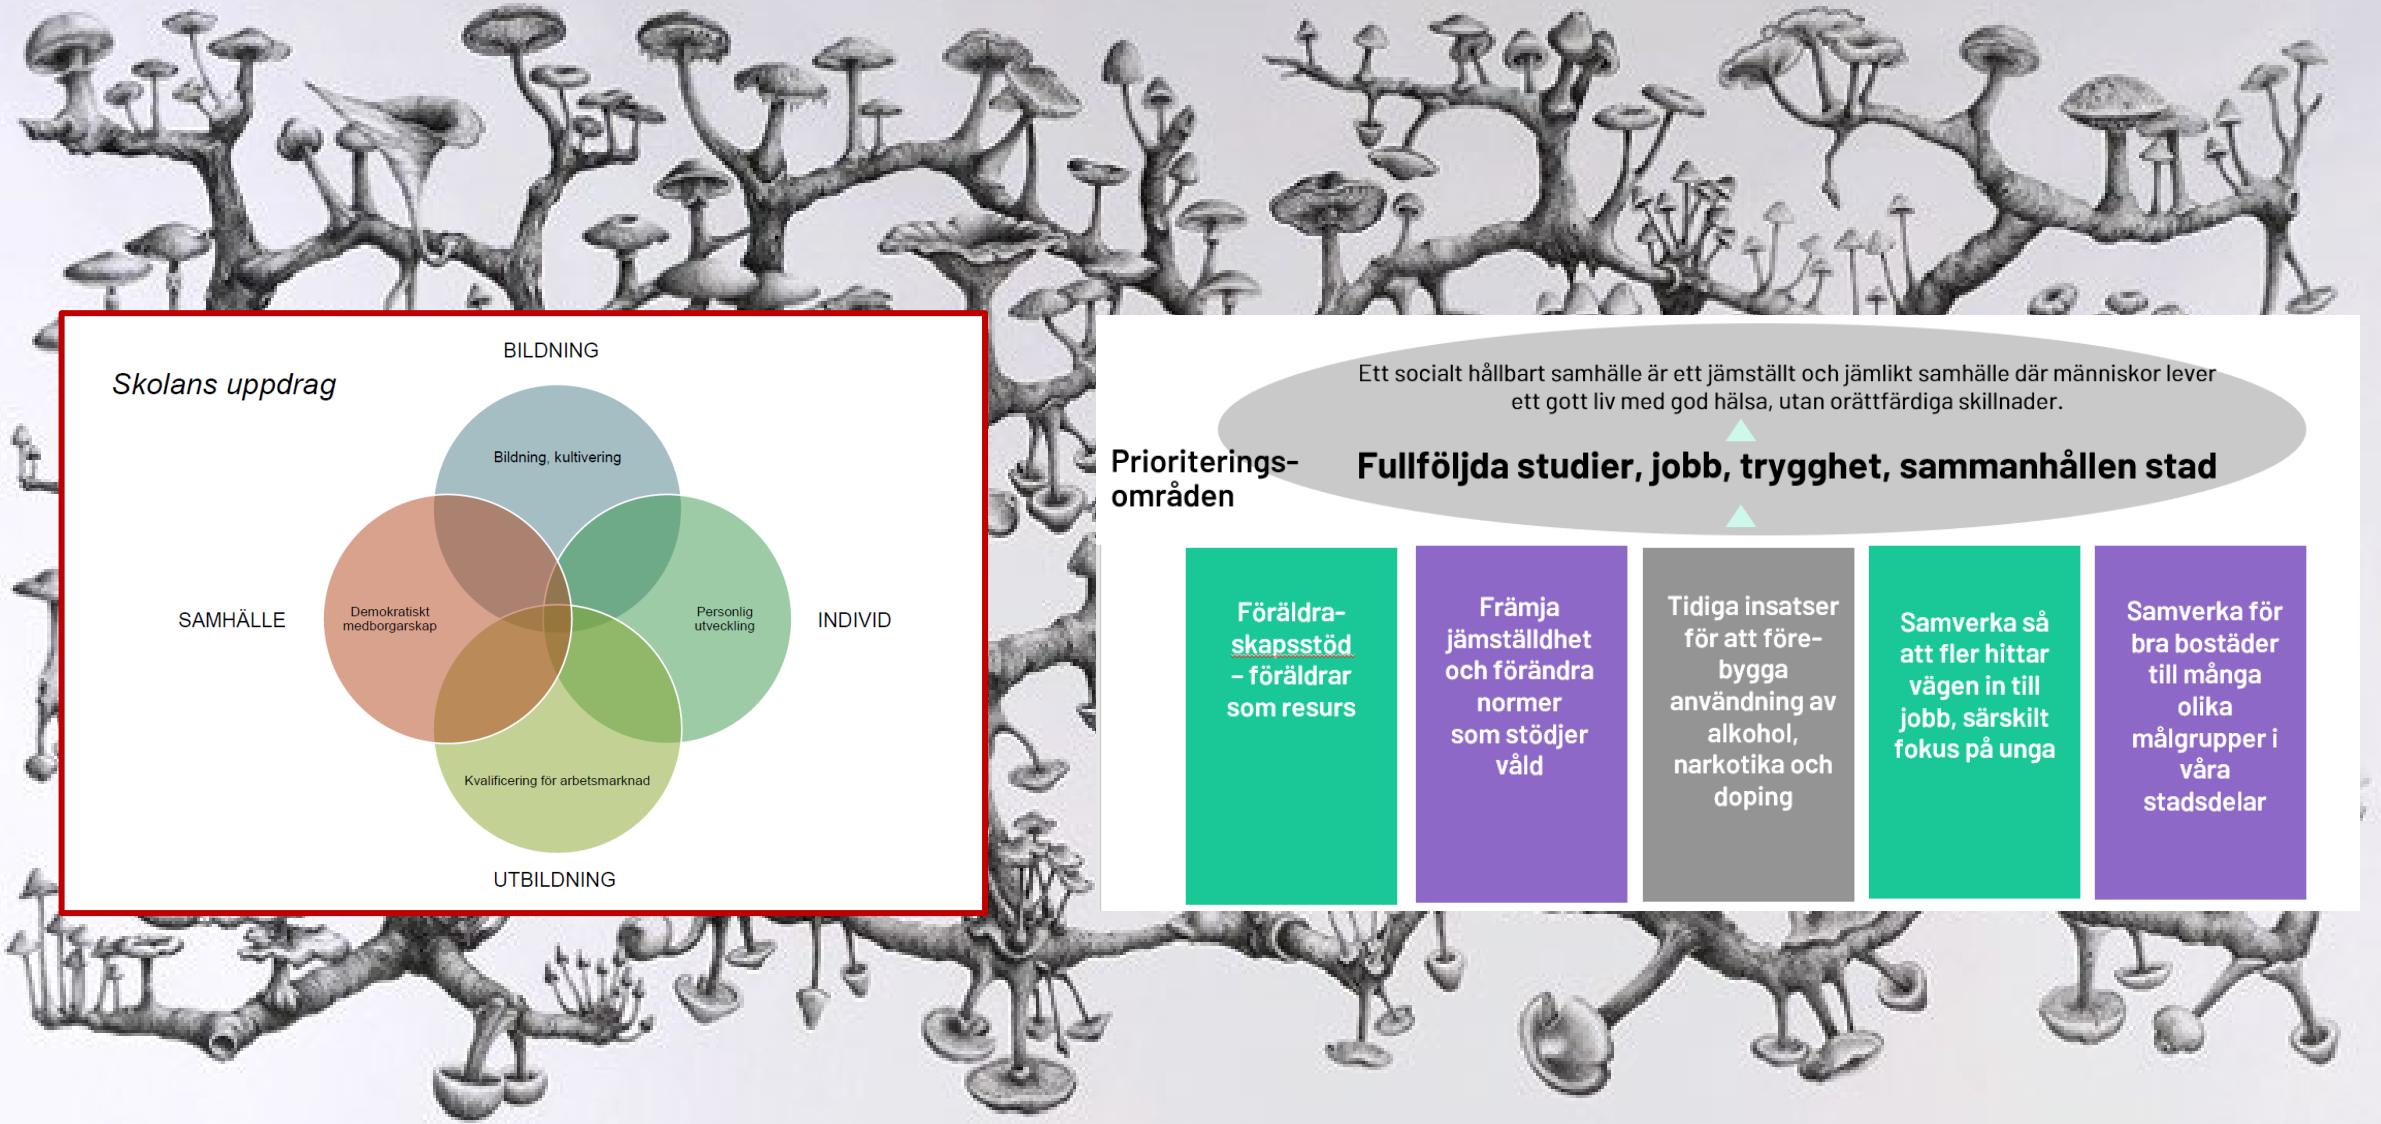 Skolans uppdrag
BILDNING
Bildning, kultivering
SAMHÄLLE
Demokratiskt
medborgarskap
Personlig
utveckling
INDIVID
Kvalificering för arbetsmarknad
UTBILDNING
Ett socialt hållbart samhälle är ett jämställt och jämlikt samhälle där människor lever
ett gott liv med god hälsa, utan orättfärdiga skillnader.
Prioriterings-
områden
Fullföljda studier, jobb, trygghet, sammanhållen stad
Föräldra-
skapsstöd
– föräldrar
som resurs
Främja
jämställdhet
och förändra
normer
som stödjer
våld
Tidiga insatser
för att före-
bygga
användning av
alkohol,
narkotika och
doping
Samverka så
att fler hittar
vägen in till
jobb, särskilt
fokus på unga
Samverka för
bra bostäder
till många
olika
målgrupper i
våra
stadsdelar